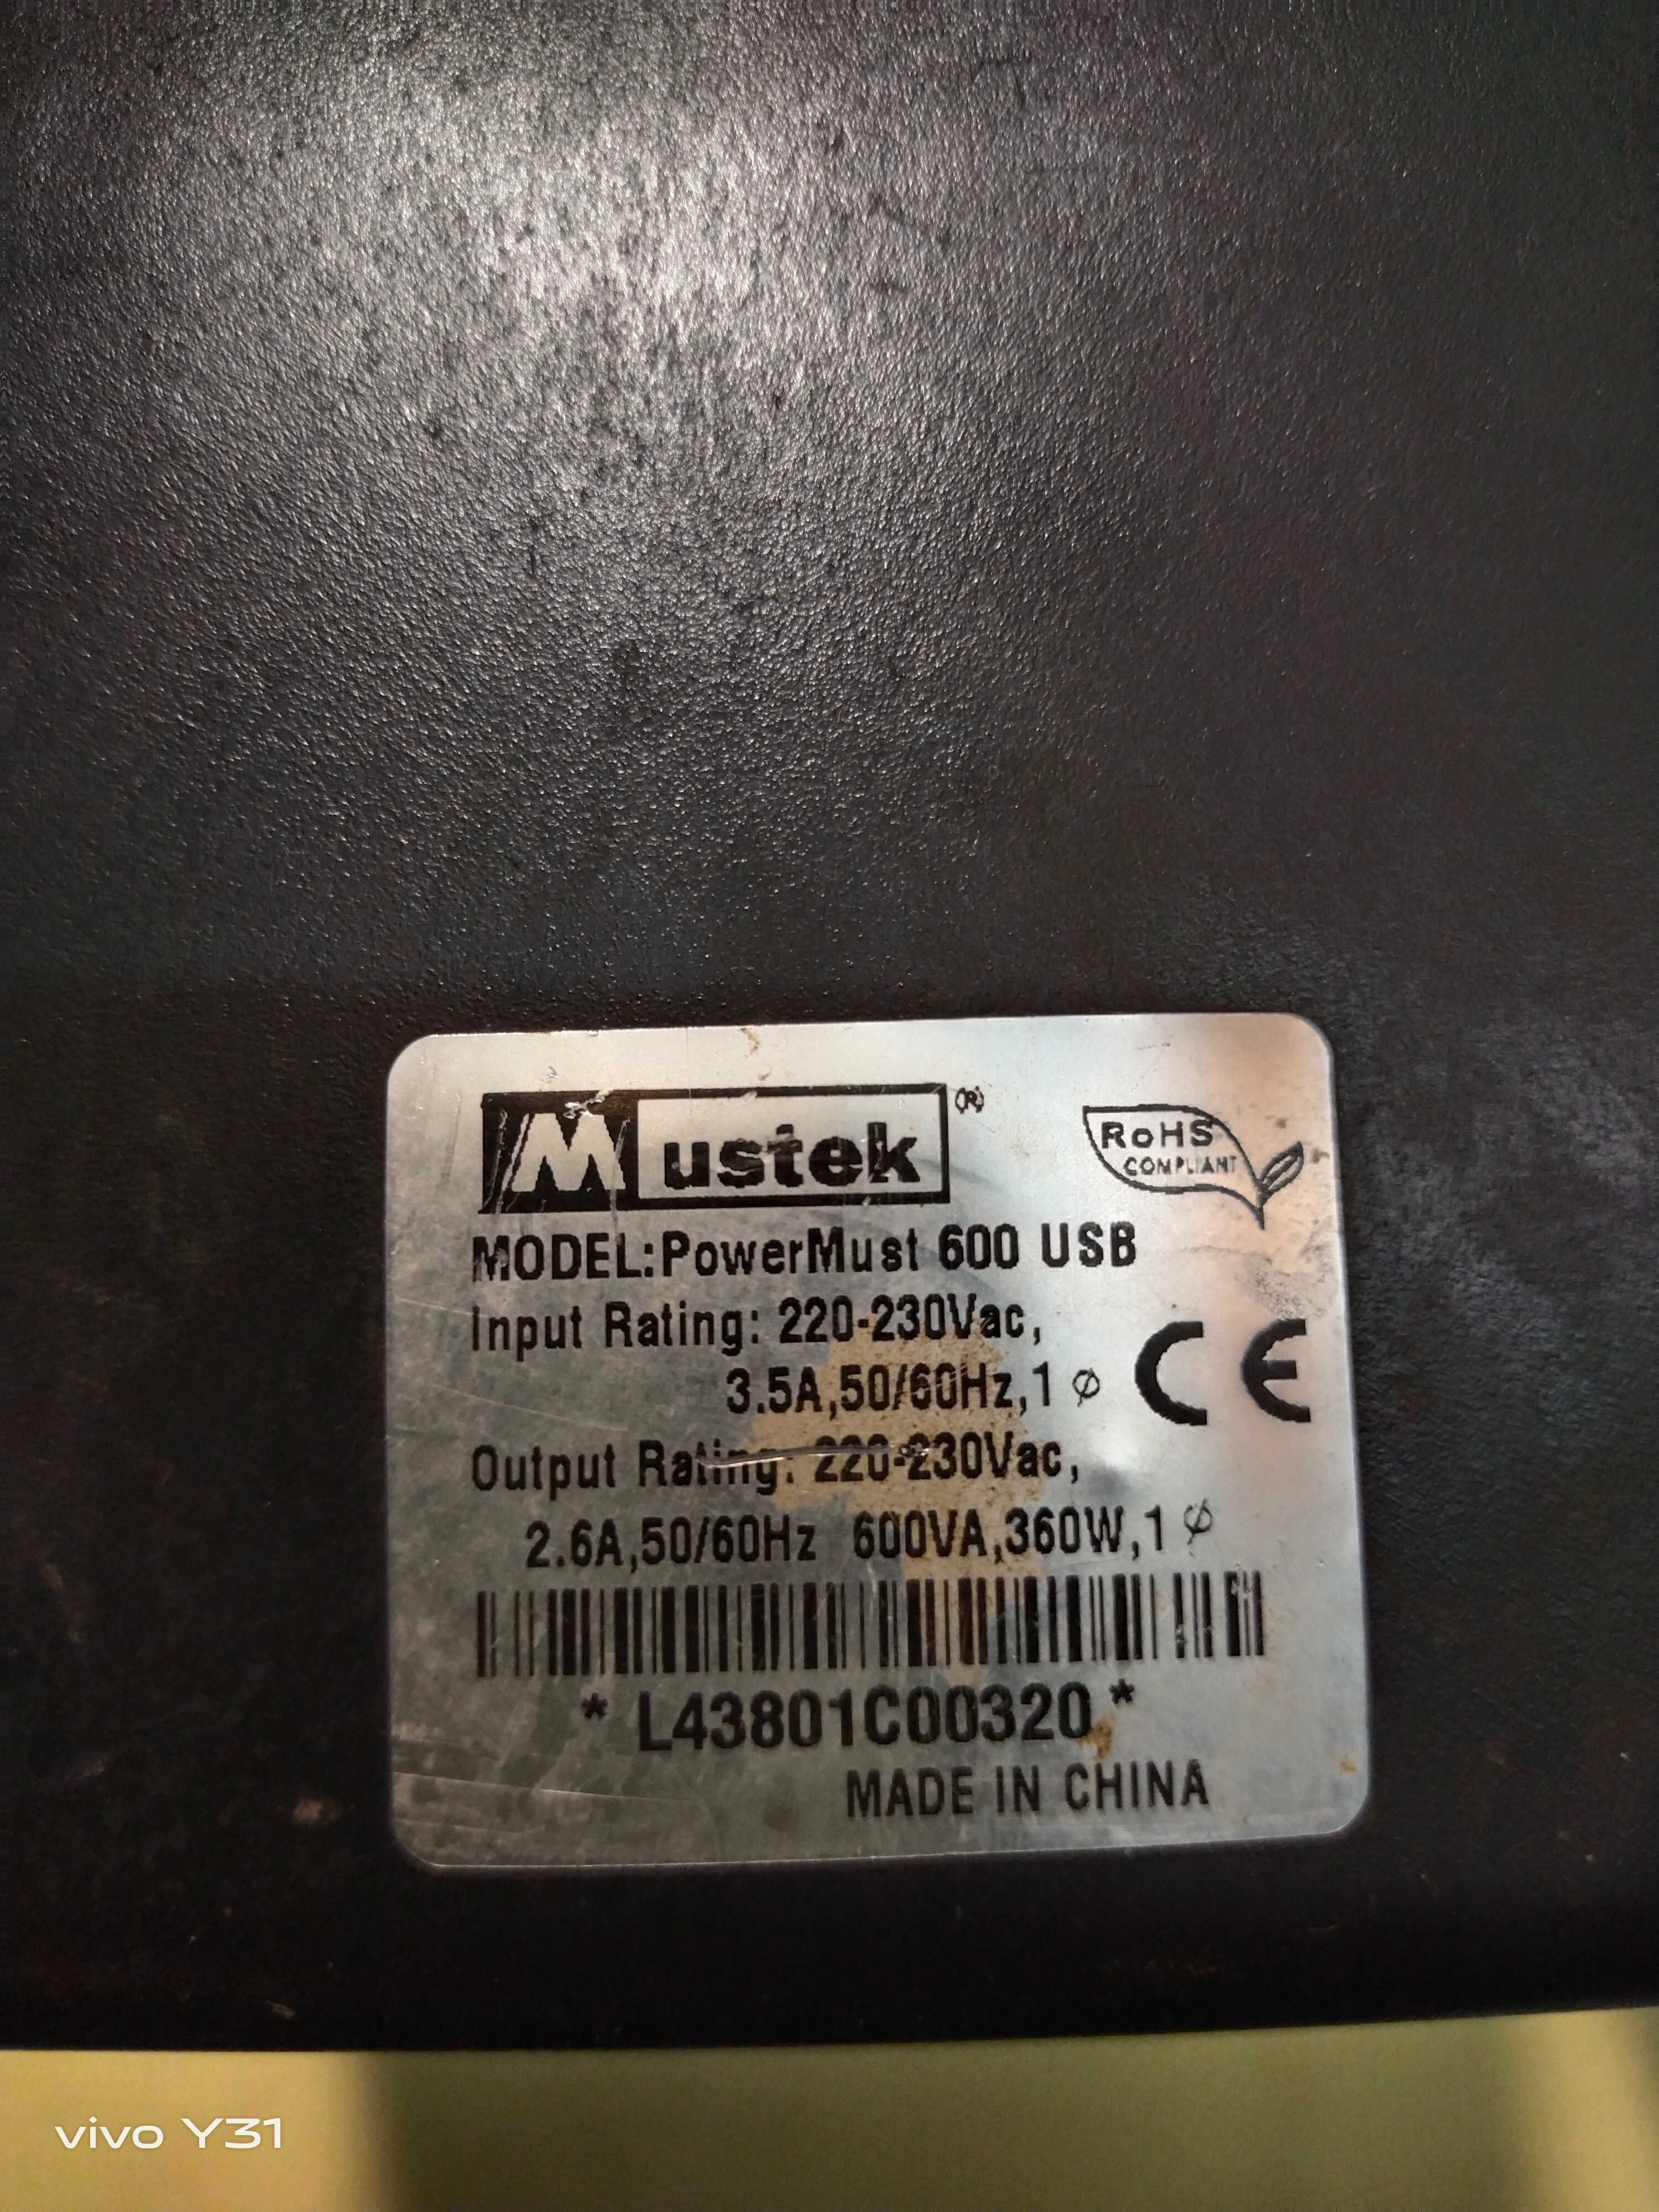 Mustek (R)
RoHS
COMPLIANT
MODEL:PowerMust 600 USB
Input Rating: 220-230Vac,
3.5A,50/60Hz,1 ø
CE
Output Rating: 220-230Vac,
2.6A,50/60Hz 600VA,360W,1 ø
* L43801C00320 *
MADE IN CHINA
vivo Y31